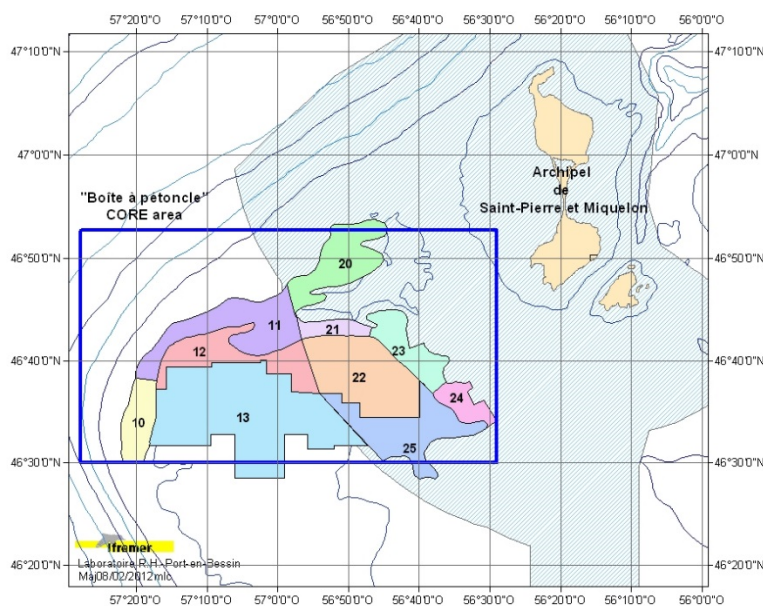 57°20'0"W 57°10'0"W 57°0'0"W 56°50'0"W 56°40'0"W 56°30'0"W 56°20'0"W 56°10'0"W 56°0'0"W
47°10'0"N 47°10'0"N
47°0'0"N 47°0'0"N
"Boîte à pétoncle"
CORE area
Archipel
de
Saint-Pierre et Miquelon
46°50'0"N 20 46°50'0"N
11 21
12 23
46°40'0"N 46°40'0"N
22
24
10 13
25
46°30'0"N 46°30'0"N
Ifremer
46°20'0"N 46°20'0"N
Laboratoire R.H.-Port-en-Bessin
Maj08/02/2012mlc
57°20'0"W 57°10'0"W 57°0'0"W 56°50'0"W 56°40'0"W 56°30'0"W 56°20'0"W 56°10'0"W 56°0'0"W